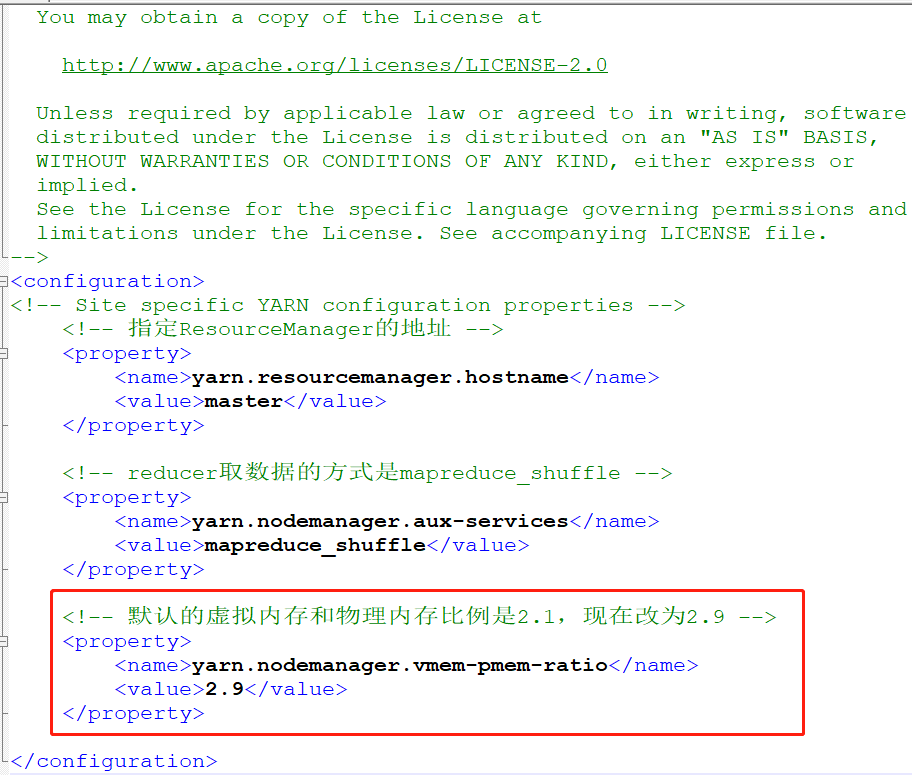 You may obtain a copy of the License at
http://www.apache.org/licenses/LICENSE-2.0
Unless required by applicable law or agreed to in writing, software
distributed under the License is distributed on an "AS IS" BASIS,
WITHOUT WARRANTIES OR CONDITIONS OF ANY KIND, either express or
implied.
See the License for the specific language governing permissions and
limitations under the License. See accompanying LICENSE file.
-->
<configuration>
<!-- Site specific YARN configuration properties -->
<!-- 指定ResourceManager的地址 -->
<property>
<name>yarn.resourcemanager.hostname</name>
<value>master</value>
</property>
<!-- reducer取数据的方式是mapreduce_shuffle -->
<property>
<name>yarn.nodemanager.aux-services</name>
<value>mapreduce_shuffle</value>
</property>
<!-- 默认的虚拟内存和物理内存比例是2.1，现在改为2.9 -->
<property>
<name>yarn.nodemanager.vmem-pmem-ratio</name>
<value>2.9</value>
</property>
</configuration>